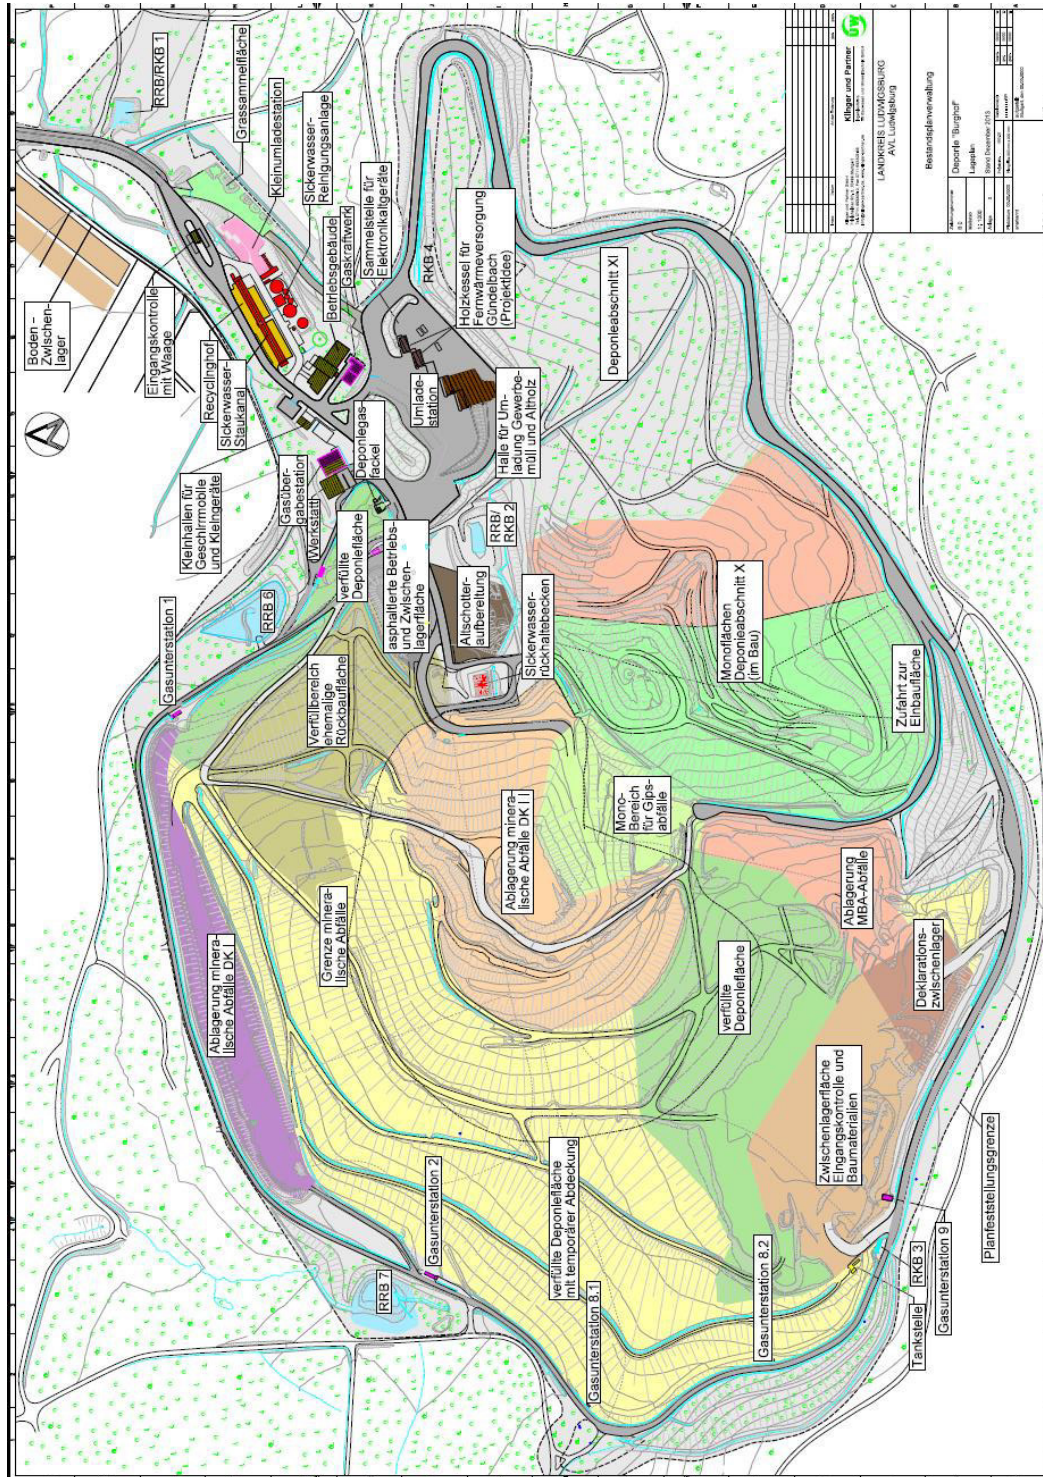 RRB/RKB 1
Grassammelfläche
Kleinumladestation
Sickerwasser-
Reinigungsanlage
Betriebsgebäude
Gaskraftwerk
Sammelstelle für
Elektronikaltgeräte
RKB 4
Holzkessel für
Fernwärmeversorgung
Gündelbach
(Projektidee)
Deponieabschnitt XI
Boden -
Zwischen-
lager
Eingangskontrolle
mit Waage
Recyclinghof
Sickerwasser-
Staukanal
Kleinhallen für
Geschirrmobile
und Kleingeräte
Gasüber-
gabestation
Werkstatt
Deponiegas-
fackel
Umlade
station
Halle für Um-
ladung Gewerbe-
müll und Altholz
verfüllte
Deponiefläche
asphaltierte Betriebs-
und Zwischen-
lagerfläche
RRB/
RKB 2
Altschotter-
aufbereitung
Sickerwasser-
rückhaltebecken
Monoflächen
Deponieabschnitt X
(im Bau)
Zufahrt zur
Einbaufläche
Gasunterstation 1
RRB 6
Verfüllbereich
ehemalige
Rückbaufläche
Ablagerung minera-
lische Abfälle DK I
Grenze minera-
lische Abfälle
Ablagerung minera-
lische Abfälle DK II
Mono-
Bereich
für Gips-
abfälle
Ablagerung
MBA-Abfälle
Deklarations-
zwischenlager
verfüllte
Deponiefläche
Zwischenlagerfläche
Eingangskontrolle und
Baumaterialien
Planfeststellungsgrenze
Gasunterstation 2
RRB 7
verfüllte Deponiefläche
mit temporärer Abdeckung
Gasunterstation 8.1
Gasunterstation 8.2
Tankstelle
RKB 3
Gasunterstation 9
Klinger und Partner
LANDKREIS LUDWIGSBURG
AVL Ludwigsburg
Bestandsplanverwaltung
Deponie "Burghof"
Lageplan
Stand Dezember 2013